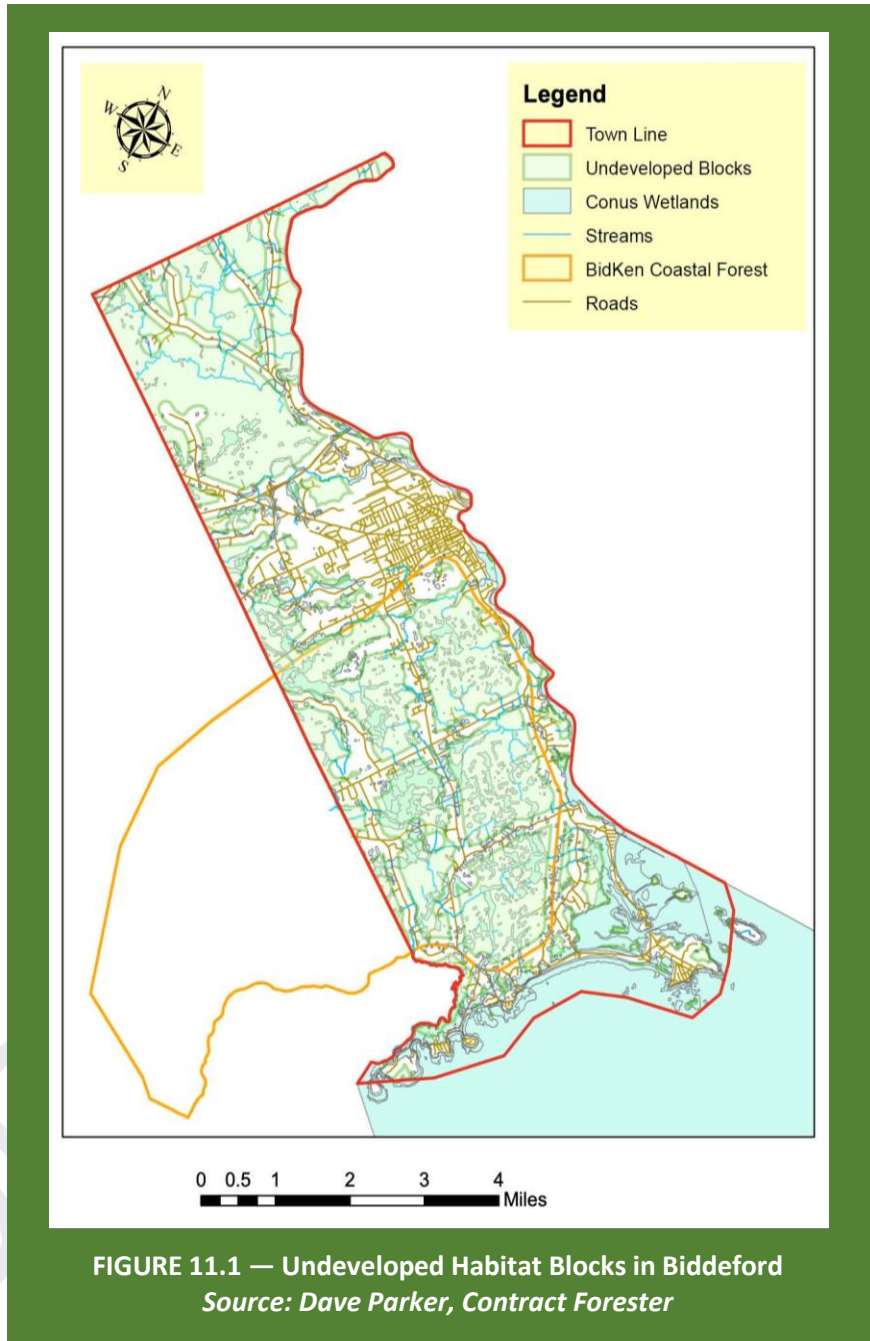 N
W
E
S
Legend
Town Line
Undeveloped Blocks
Conus Wetlands
Streams
BidKen Coastal Forest
Roads
0 0.5 1 2 3 4
Miles
FIGURE 11.1 — Undeveloped Habitat Blocks in Biddeford
Source: Dave Parker, Contract Forester